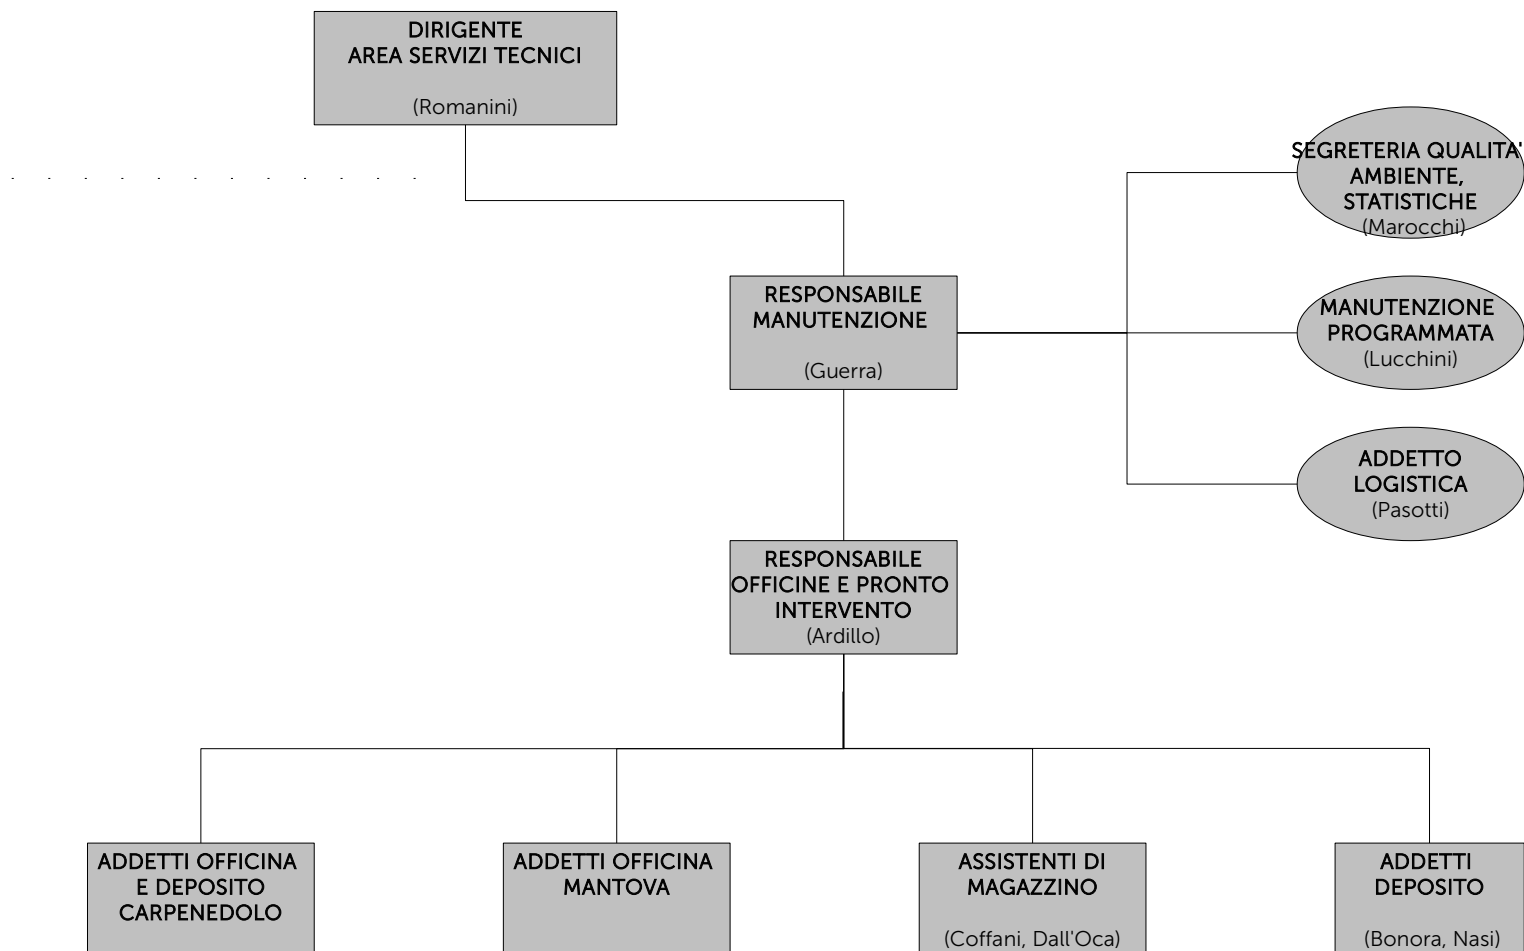 DIRIGENTE
AREA SERVIZI TECNICI
(Romanini)
SEGRETERIA QUALITA'
AMBIENTE,
STATISTICHE
(Marocchi)
RESPONSABILE
MANUTENZIONE
(Guerra)
MANUTENZIONE
PROGRAMMATA
(Lucchini)
ADDETTO
LOGISTICA
(Pasotti)
RESPONSABILE
OFFICINE E PRONTO
INTERVENTO
(Ardillo)
ADDETTI OFFICINA
E DEPOSITO
CARPENEDOLO
ADDETTI OFFICINA
MANTOVA
ASSISTENTI DI
MAGAZZINO
(Coffani, Dall'Oca)
ADDETTI
DEPOSITO
(Bonora, Nasi)